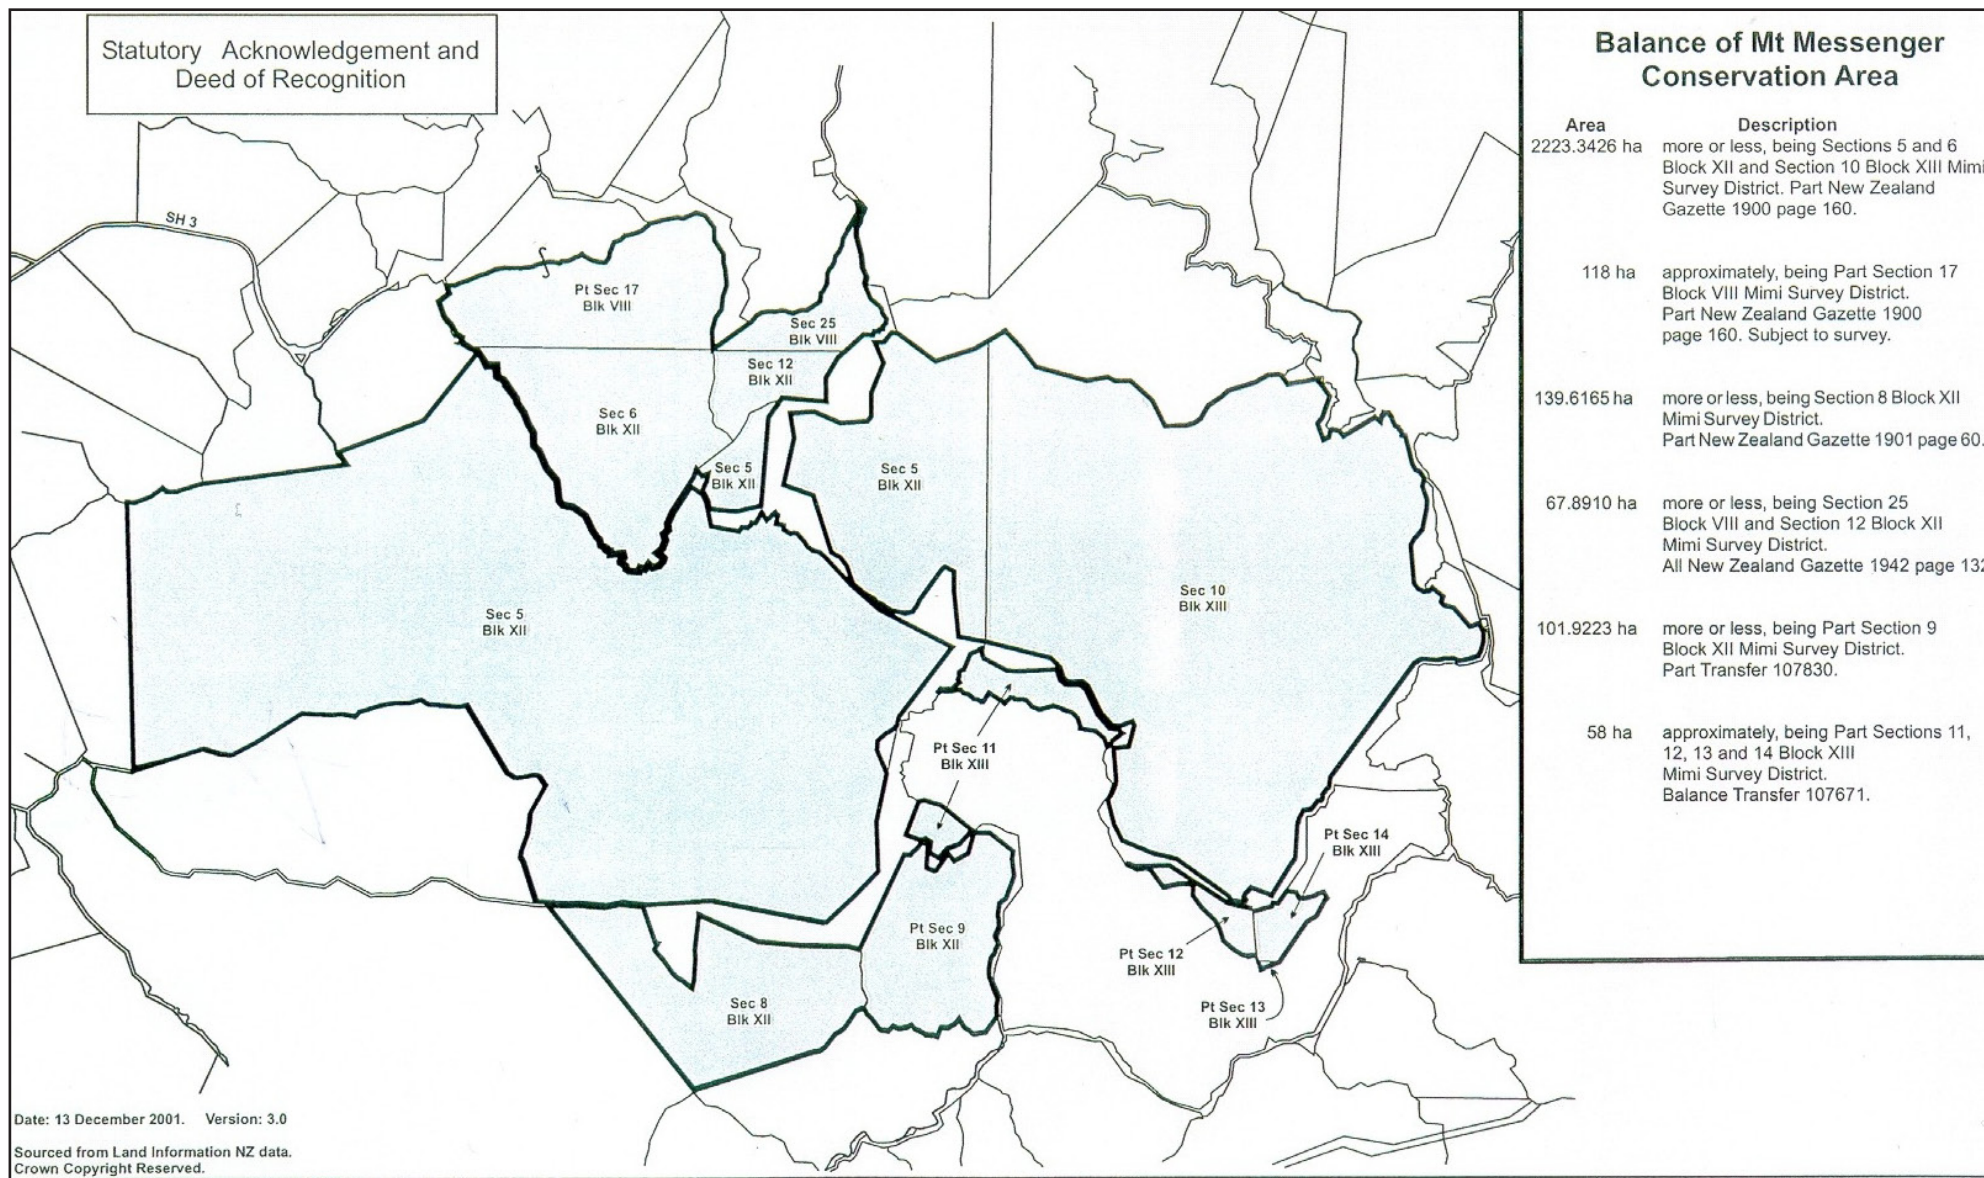 Statutory Acknowledgement and
Deed of Recognition
Balance of Mt Messenger
Conservation Area
Area
Description
2223.3426 ha
more or less, being Sections 5 and 6
Block XII and Section 10 Block XIII Mimi
Survey District. Part New Zealand
Gazette 1900 page 160.
118 ha
approximately, being Part Section 17
Block VIII Mimi Survey District.
Part New Zealand Gazette 1900
page 160. Subject to survey.
139.6165 ha
more or less, being Section 8 Block XII
Mimi Survey District.
Part New Zealand Gazette 1901 page 60.
67.8910 ha
more or less, being Section 25
Block VIII and Section 12 Block XII
Mimi Survey District.
All New Zealand Gazette 1942 page 132
101.9223 ha
more or less, being Part Section 9
Block XII Mimi Survey District.
Part Transfer 107830.
58 ha
approximately, being Part Sections 11,
12, 13 and 14 Block XIII
Mimi Survey District.
Balance Transfer 107671.
SH 3
Pt Sec 17
Blk VIII
Sec 25
Blk VIII
Sec 12
Blk XII
Sec 6
Blk XII
Sec 5
Blk XII
Sec 5
Blk XII
Sec 10
Blk XIII
Sec 5
Blk XII
Pt Sec 11
Blk XIII
Pt Sec 14
Blk XIII
Pt Sec 9
Blk XII
Pt Sec 12
Blk XIII
Sec 8
Blk XII
Pt Sec 13
Blk XIII
Date: 13 December 2001. Version: 3.0
Sourced from Land Information NZ data.
Crown Copyright Reserved.